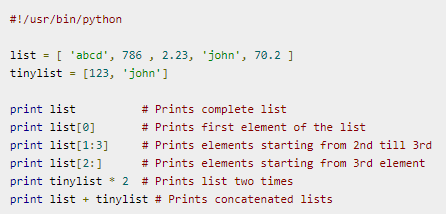 #!/usr/bin/python
list = [ 'abcd', 786 , 2.23, 'john', 70.2 ]
tinylist = [123, 'john']
print list          # Prints complete list
print list[0]       # Prints first element of the list
print list[1:3]     # Prints elements starting from 2nd till 3rd
print list[2:]      # Prints elements starting from 3rd element
print tinylist * 2  # Prints list two times
print list + tinylist # Prints concatenated lists